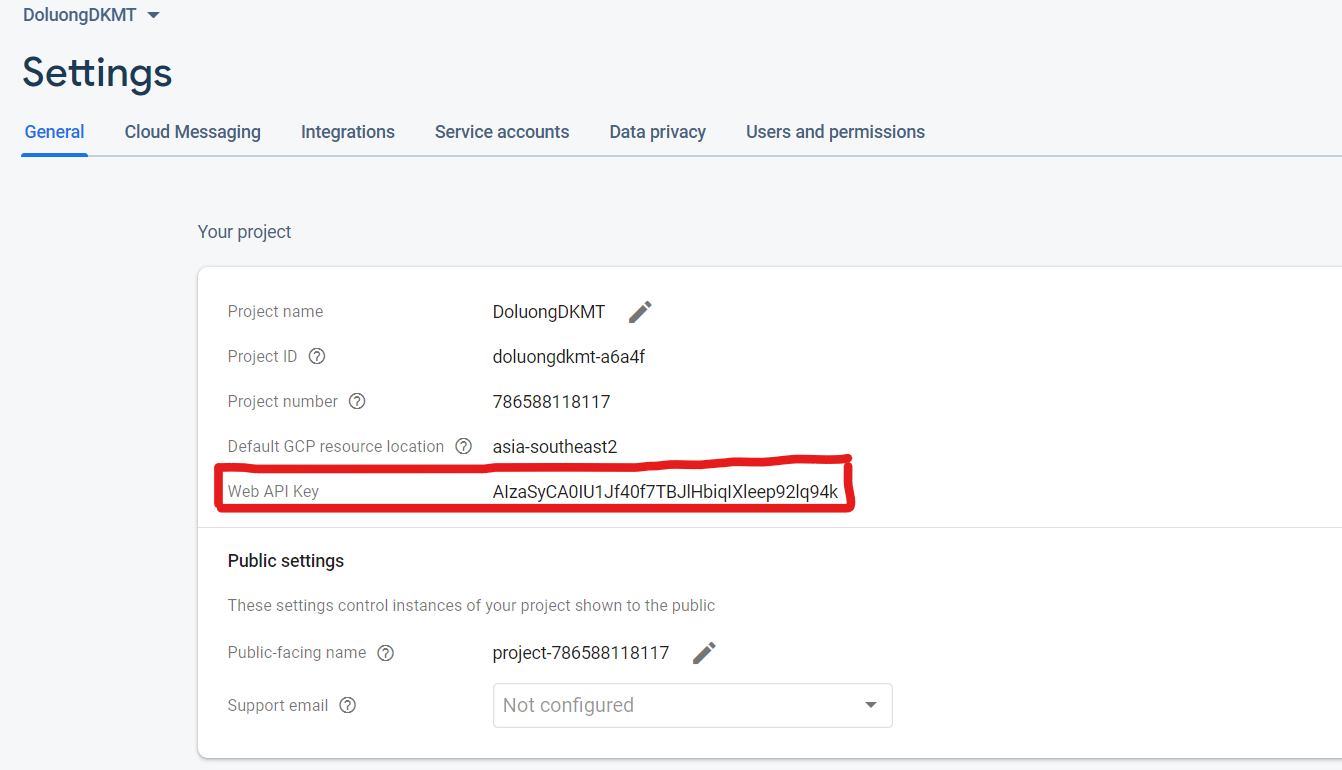 DoluongDKMT
Settings
General Cloud Messaging Integrations Service accounts Data privacy Users and permissions
Your project
Project name DoluongDKMT
Project ID doluongdkmt-a6a4f
Project number 786588118117
Default GCP resource location asia-southeast2
Web API Key AIzaSyCA0IU1Jf40f7TBJlHbiqIXleep92lq94k
Public settings
These settings control instances of your project shown to the public
Public-facing name project-786588118117
Support email Not configured